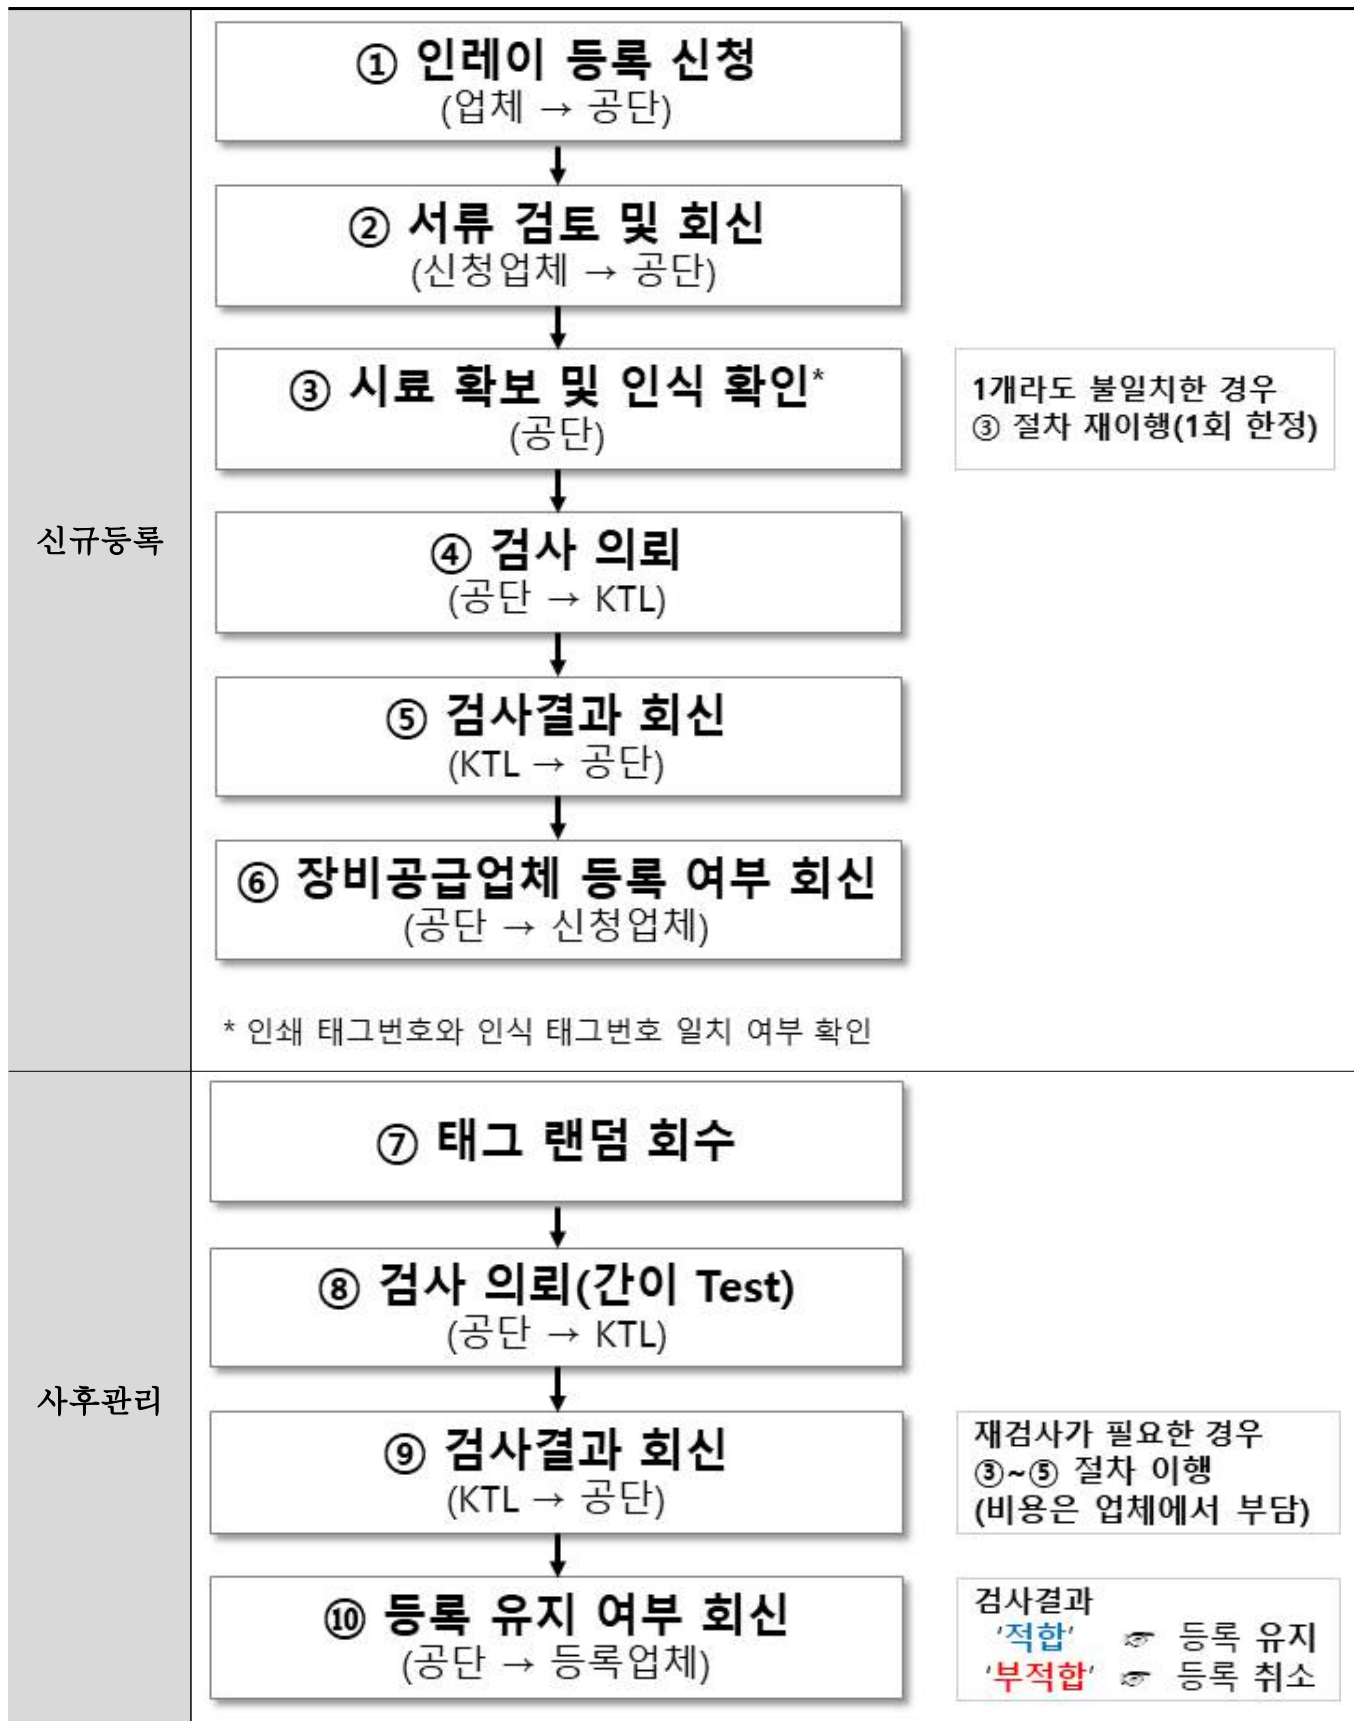 신규등록
① 인레이 등록 신청
(업체 → 공단)
② 서류 검토 및 회신
(신청업체 → 공단)
③ 시료 확보 및 인식 확인*
(공단)
1개라도 불일치한 경우
③ 절차 재이행(1회 한정)
④ 검사 의뢰
(공단 → KTL)
⑤ 검사결과 회신
(KTL → 공단)
⑥ 장비공급업체 등록 여부 회신
(공단 → 신청업체)
* 인쇄 태그번호와 인식 태그번호 일치 여부 확인
사후관리
⑦ 태그 랜덤 회수
⑧ 검사 의뢰(간이 Test)
(공단 → KTL)
⑨ 검사결과 회신
(KTL → 공단)
재검사가 필요한 경우
③~⑤ 절차 이행
(비용은 업체에서 부담)
⑩ 등록 유지 여부 회신
(공단 → 등록업체)
검사결과
'적합' ☞ 등록 유지
'부적합' ☞ 등록 취소